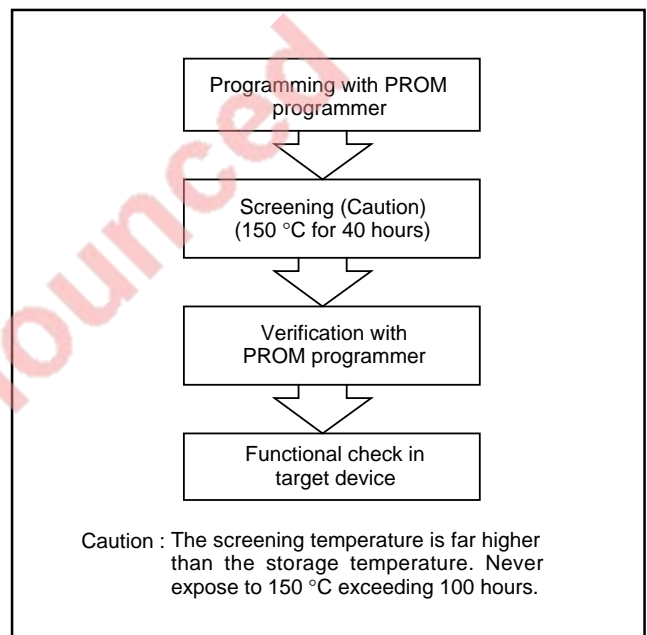 Programming with PROM
programmer
Screening (Caution)
(150 °C for 40 hours)
Verification with
PROM programmer
Functional check in
target device
Caution : The screening temperature is far higher
than the storage temperature. Never
expose to 150 °C exceeding 100 hours.